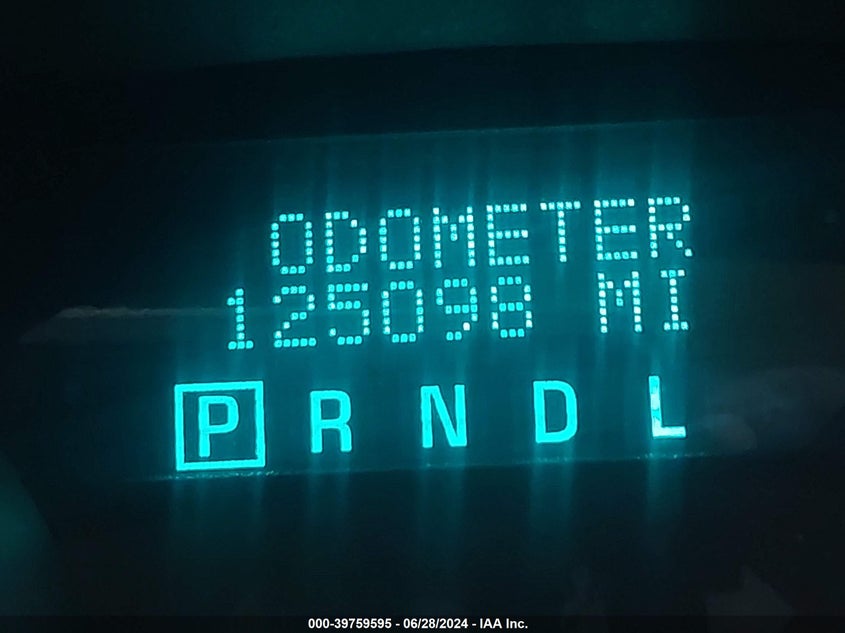 ODOMETER
125098 MI
P R N D L
000-39759595 - 06/28/2024 - IAA Inc.